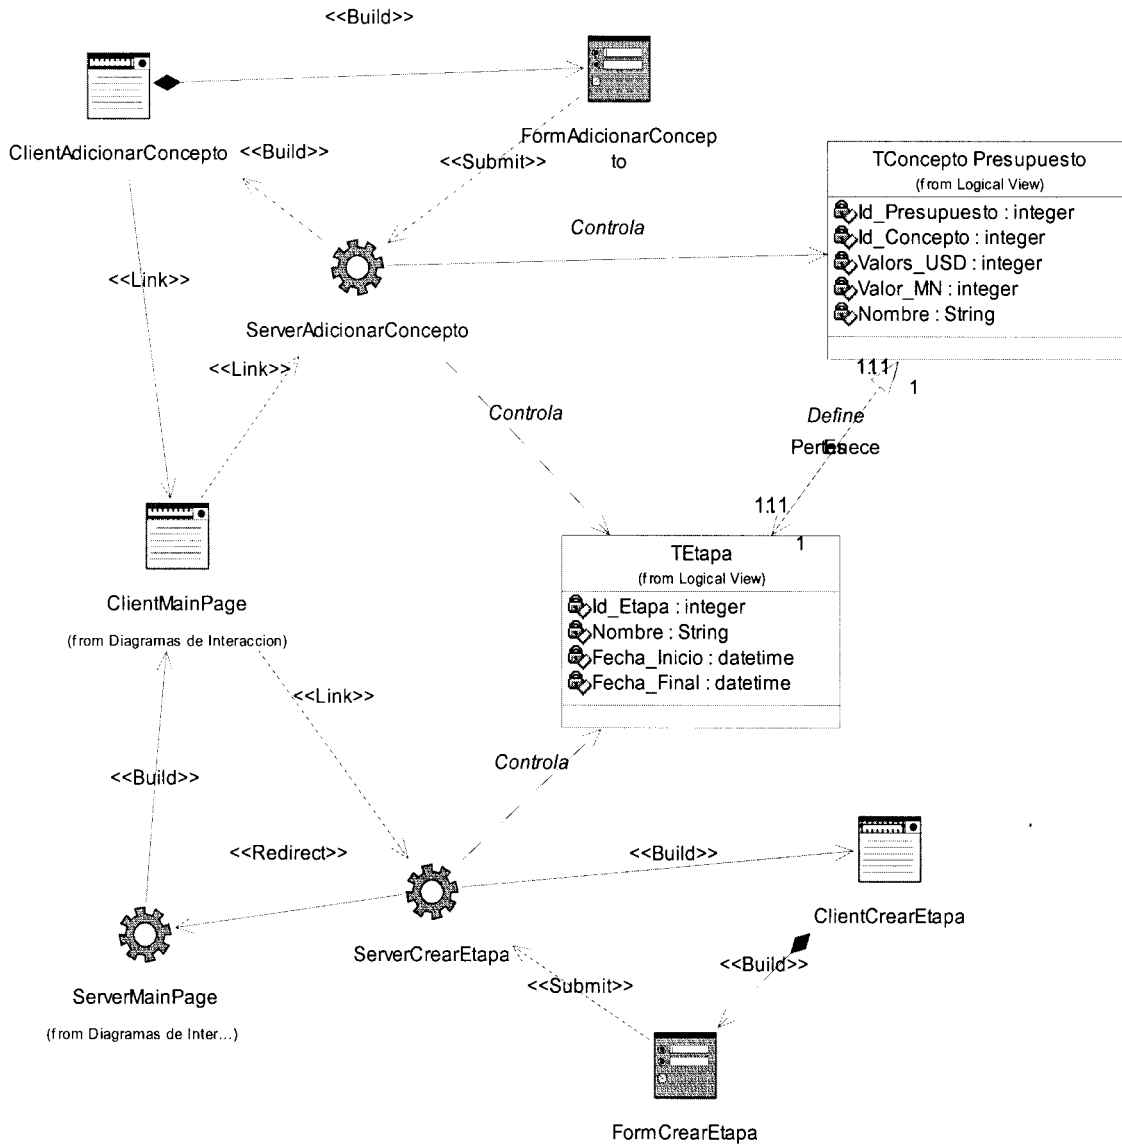 <<Build>>
ClientAdicionarConcepto
<<Build>>
FormAdicionarConcep
to
<<Submit>>
TConcepto Presupuesto
(from Logical View)
Id_Presupuesto : integer
Id_Concepto : integer
Valors_USD : integer
Valor_MN : integer
Nombre : String
Controla
<<Link>>
ServerAdicionarConcepto
<<Link>>
1
Controla
Define
1
ClientMainPage
(from Diagramas de Interaccion)
TEtapa
(from Logical View)
Id_Etapa : integer
Nombre : String
Fecha_Inicio : datetime
Fecha_Final : datetime
<<Link>>
Controla
<<Build>>
<<Redirect>>
<<Build>>
ClientCrearEtapa
ServerCrearEtapa
<<Build>>
<<Submit>>
ServerMainPage
(from Diagramas de Inter...)
FormCrearEtapa